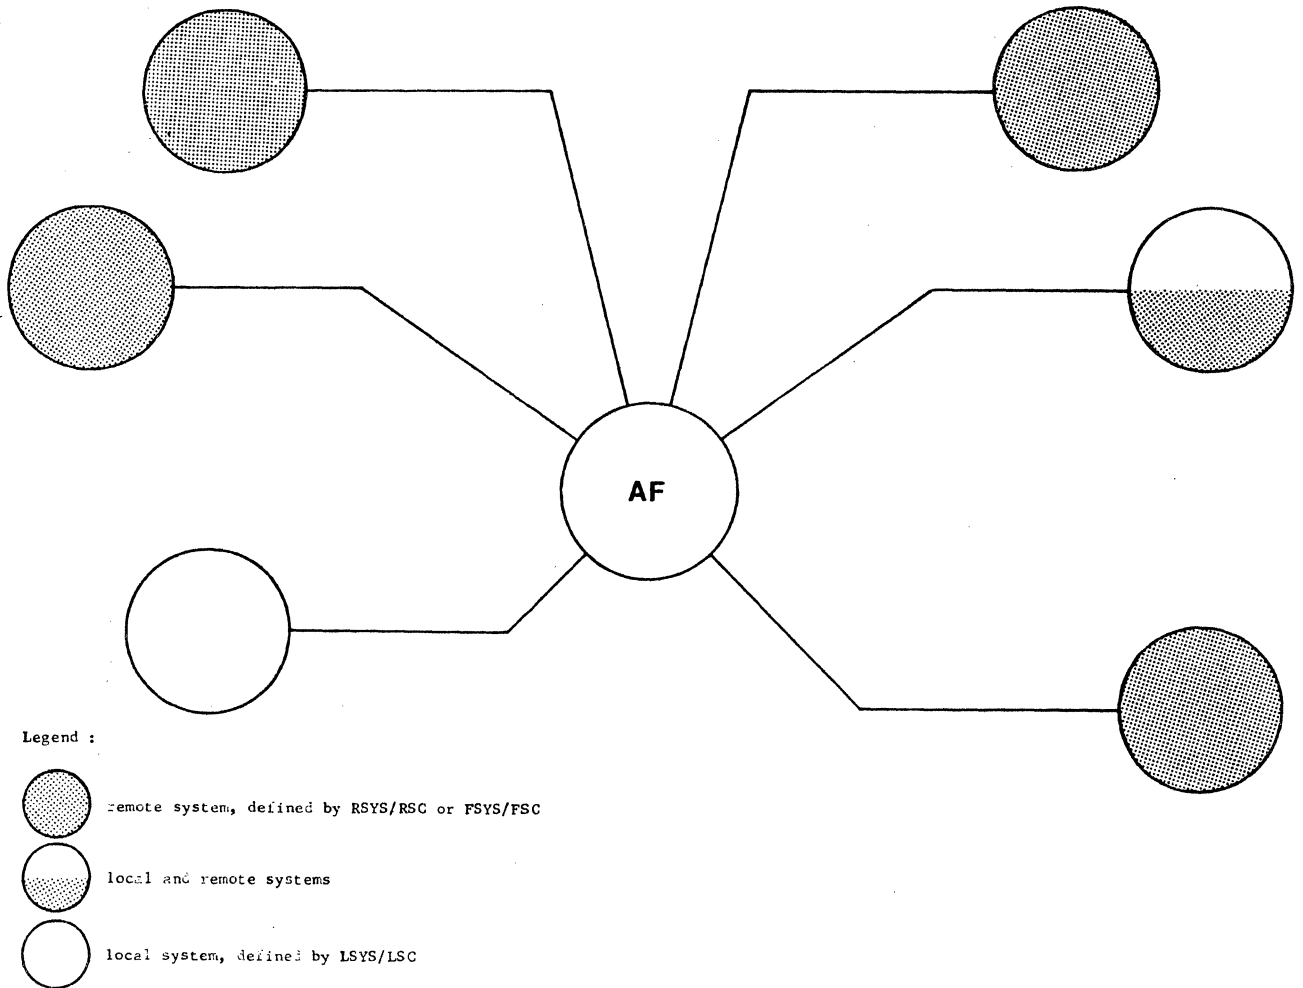 AF
Legend :
remote system, defined by RSYS/RSC or FSYS/FSC
local and remote systems
local system, defined by LSYS/LSC